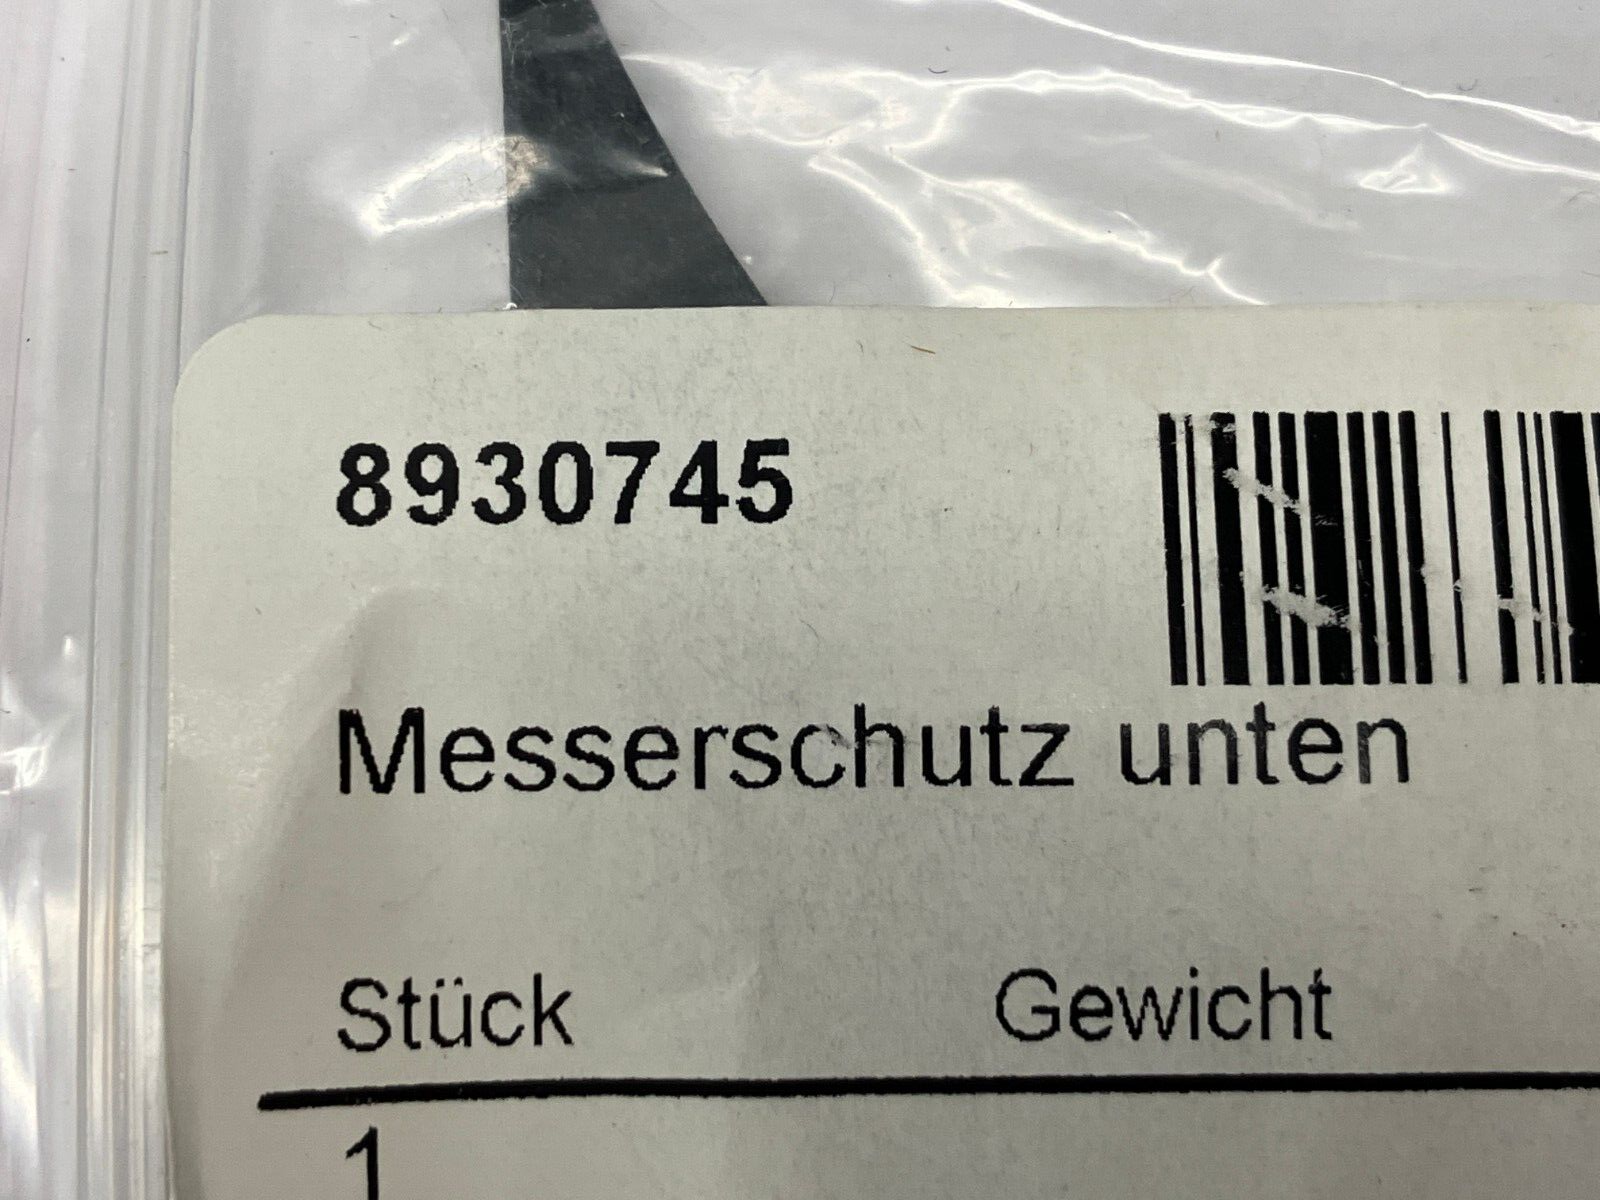 8930745
Messerschutz unten
Stück Gewicht
1